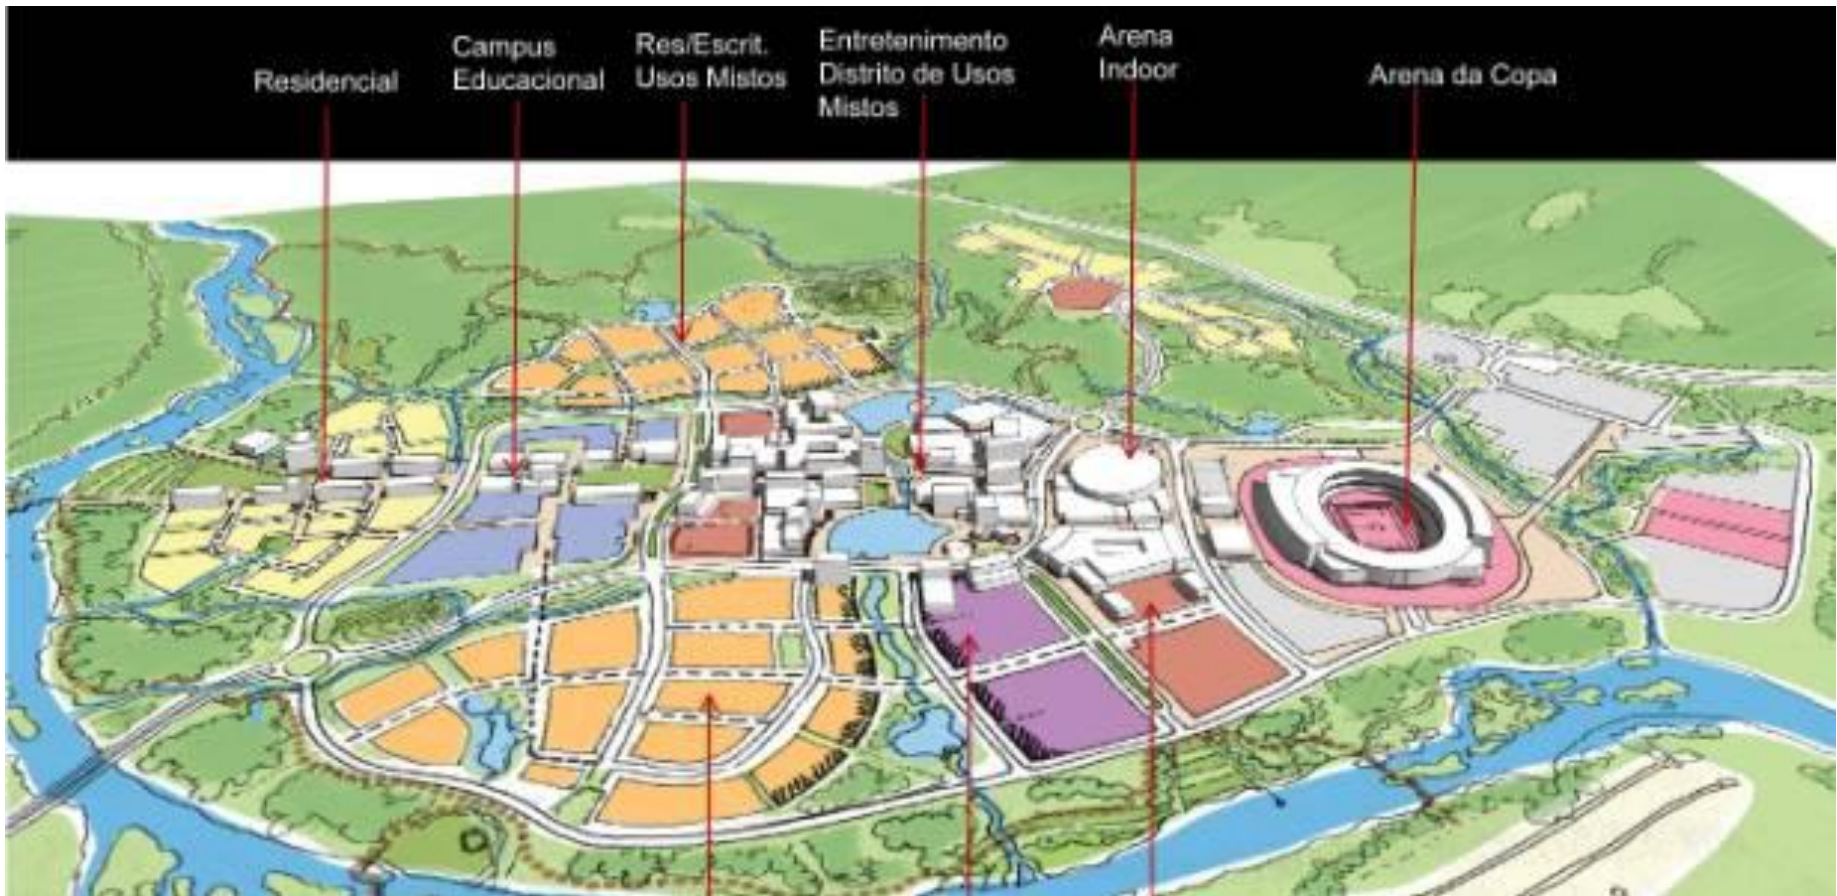 Residencial
Campus
Educacional
Res/Escrit.
Usos Mistos
Entretenimento
Distrito de Usos
Mistos
Arena
Indoor
Arena da Copa